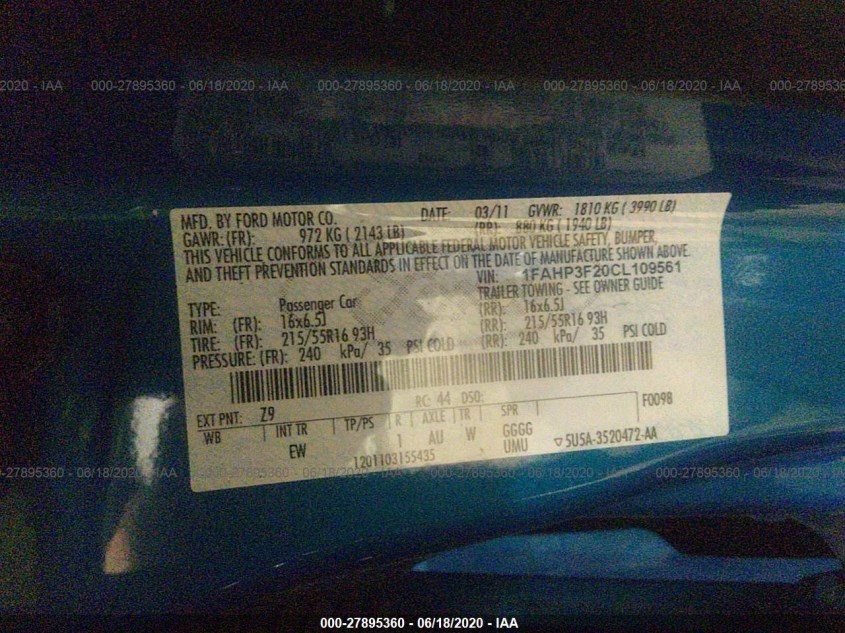 000-27895360 - 06/18/2020 - IAA
MFD. BY FORD MOTOR CO. DATE: 03/11 GVWR: 1810 KG ( 3990 LB)
GAWR: (FR): 972 KG ( 2143 LB) (RR): 880 KG ( 1940 LB)
THIS VEHICLE CONFORMS TO ALL APPLICABLE FEDERAL MOTOR VEHICLE SAFETY, BUMPER,
AND THEFT PREVENTION STANDARDS IN EFFECT ON THE DATE OF MANUFACTURE SHOWN ABOVE.
VIN: 1FAHP3F20CL109561
TRAILER TOWING - SEE OWNER GUIDE
TYPE: Passenger Car
RIM: (FR): 16x6.5J (RR): 16x6.5J
TIRE: (FR): 215/55R16 93H (RR): 215/55R16 93H
PRESSURE: (FR): 240 kPa/ 35 PSI COLD (RR): 240 kPa/ 35 PSI COLD
EXT PNT: Z9 RC: 44 DSO: F0098
WB INT TR TP/PS R AXLE TR SPR
EW 1 AU W GGGG
UMU
1201103155435 5U5A-3520472-AA
000-27895360 - 06/18/2020 - IAA
000-27895360 - 06/18/2020 - IAA